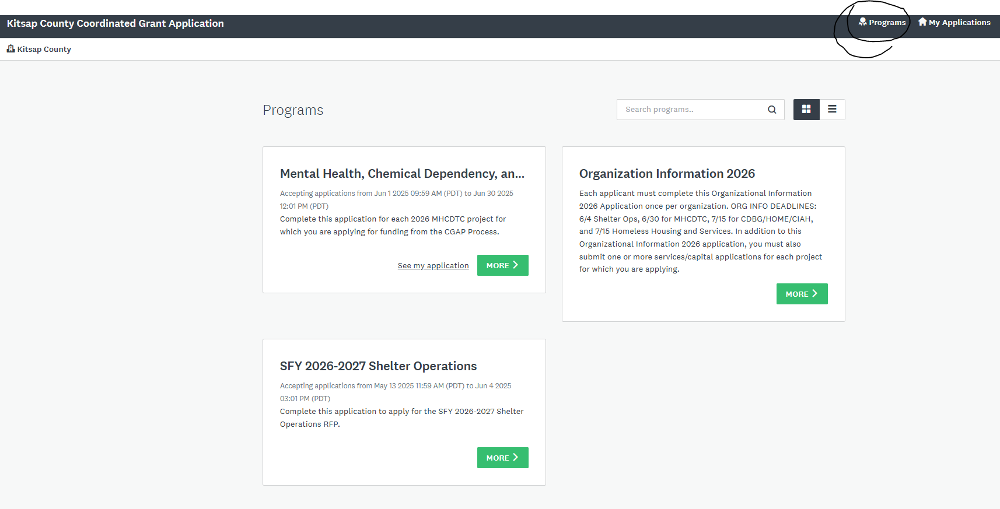 Kitsap County Coordinated Grant Application
Programs
My Applications
Kitsap County
Programs
Search programs..
Mental Health, Chemical Dependency, an...
Accepting applications from Jun 1 2025 09:59 AM (PDT) to Jun 30 2025
12:01 PM (PDT)
Complete this application for each 2026 MHCDTC project for
which you are applying for funding from the CGAP Process.
See my application
MORE
Organization Information 2026
Each applicant must complete this Organizational Information
2026 Application once per organization. ORG INFO DEADLINES:
6/4 Shelter Ops, 6/30 for MHCDTC, 7/15 for CDBG/HOME/CIAH,
and 7/15 Homeless Housing and Services. In addition to this
Organizational Information 2026 application, you must also
submit one or more services/capital applications for each project
for which you are applying.
MORE
SFY 2026-2027 Shelter Operations
Accepting applications from May 13 2025 11:59 AM (PDT) to Jun 4 2025
03:01 PM (PDT)
Complete this application to apply for the SFY 2026-2027 Shelter
Operations RFP.
MORE